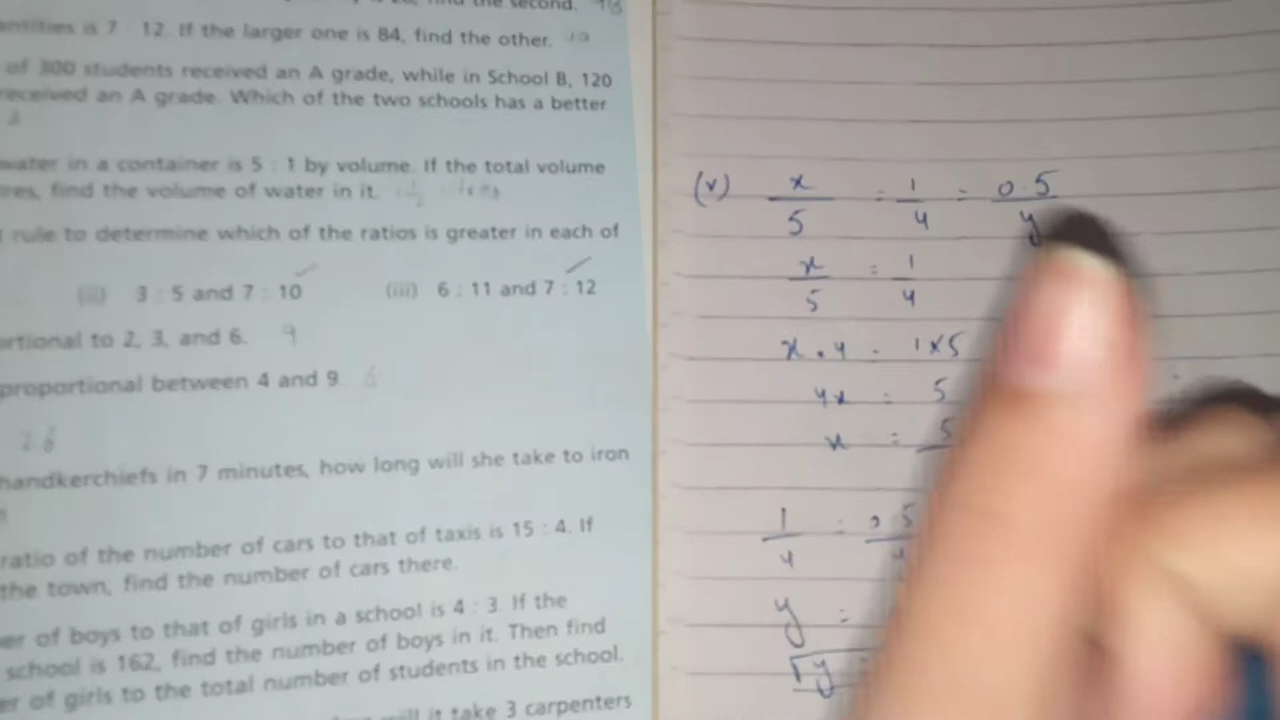 find the second. 18
antities is 7 : 12. If the larger one is 84, find the other.
of 300 students received an A grade, while in School B, 120
received an A grade. Which of the two schools has a better
water in a container is 5 : 1 by volume. If the total volume
res, find the volume of water in it.
rule to determine which of the ratios is greater in each of
(ii) 3 : 5 and 7 : 10 (iii) 6 : 11 and 7 : 12
rtional to 2, 3, and 6. 9
proportional between 4 and 9. 6
handkerchiefs in 7 minutes, how long will she take to iron
ratio of the number of cars to that of taxis is 15 : 4. If
the town, find the number of cars there.
er of boys to that of girls in a school is 4 : 3. If the
school is 162, find the number of boys in it. Then find
er of girls to the total number of students in the school.
will it take 3 carpenters
(v) x/5 = 1/4 = 0.5/y
x/5 = 1/4
x . 4 = 1x5
4x = 5
x = 5
1/4 = 0.5
y =
y